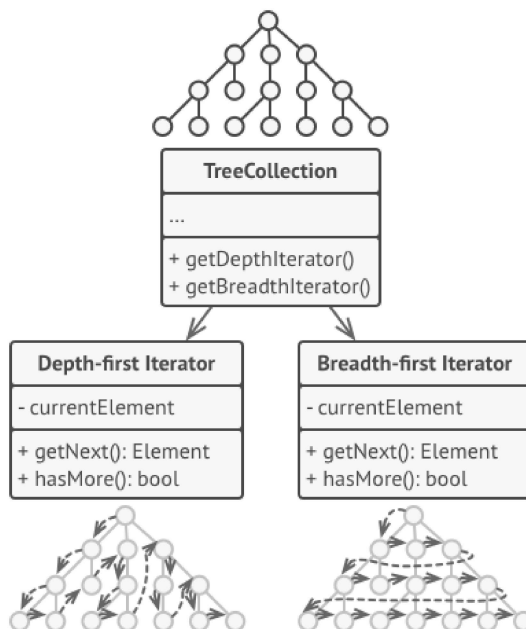 TreeCollection
...
+ getDepthIterator()
+ getBreadthIterator()
Depth-first Iterator
- currentElement
+ getNext(): Element
+ hasMore(): bool
Breadth-first Iterator
- currentElement
+ getNext(): Element
+ hasMore(): bool